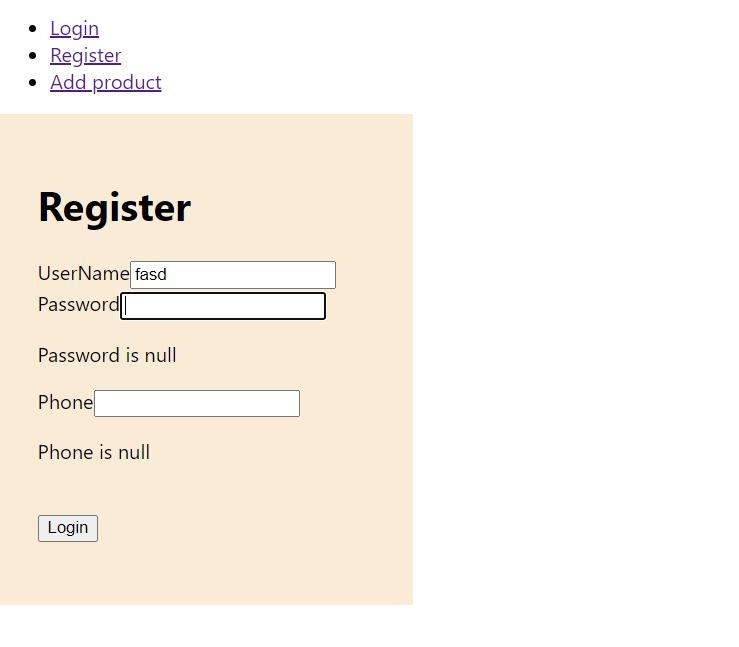 Login
Register
Add product
Register
UserName fasd
Password
Password is null
Phone
Phone is null
Login